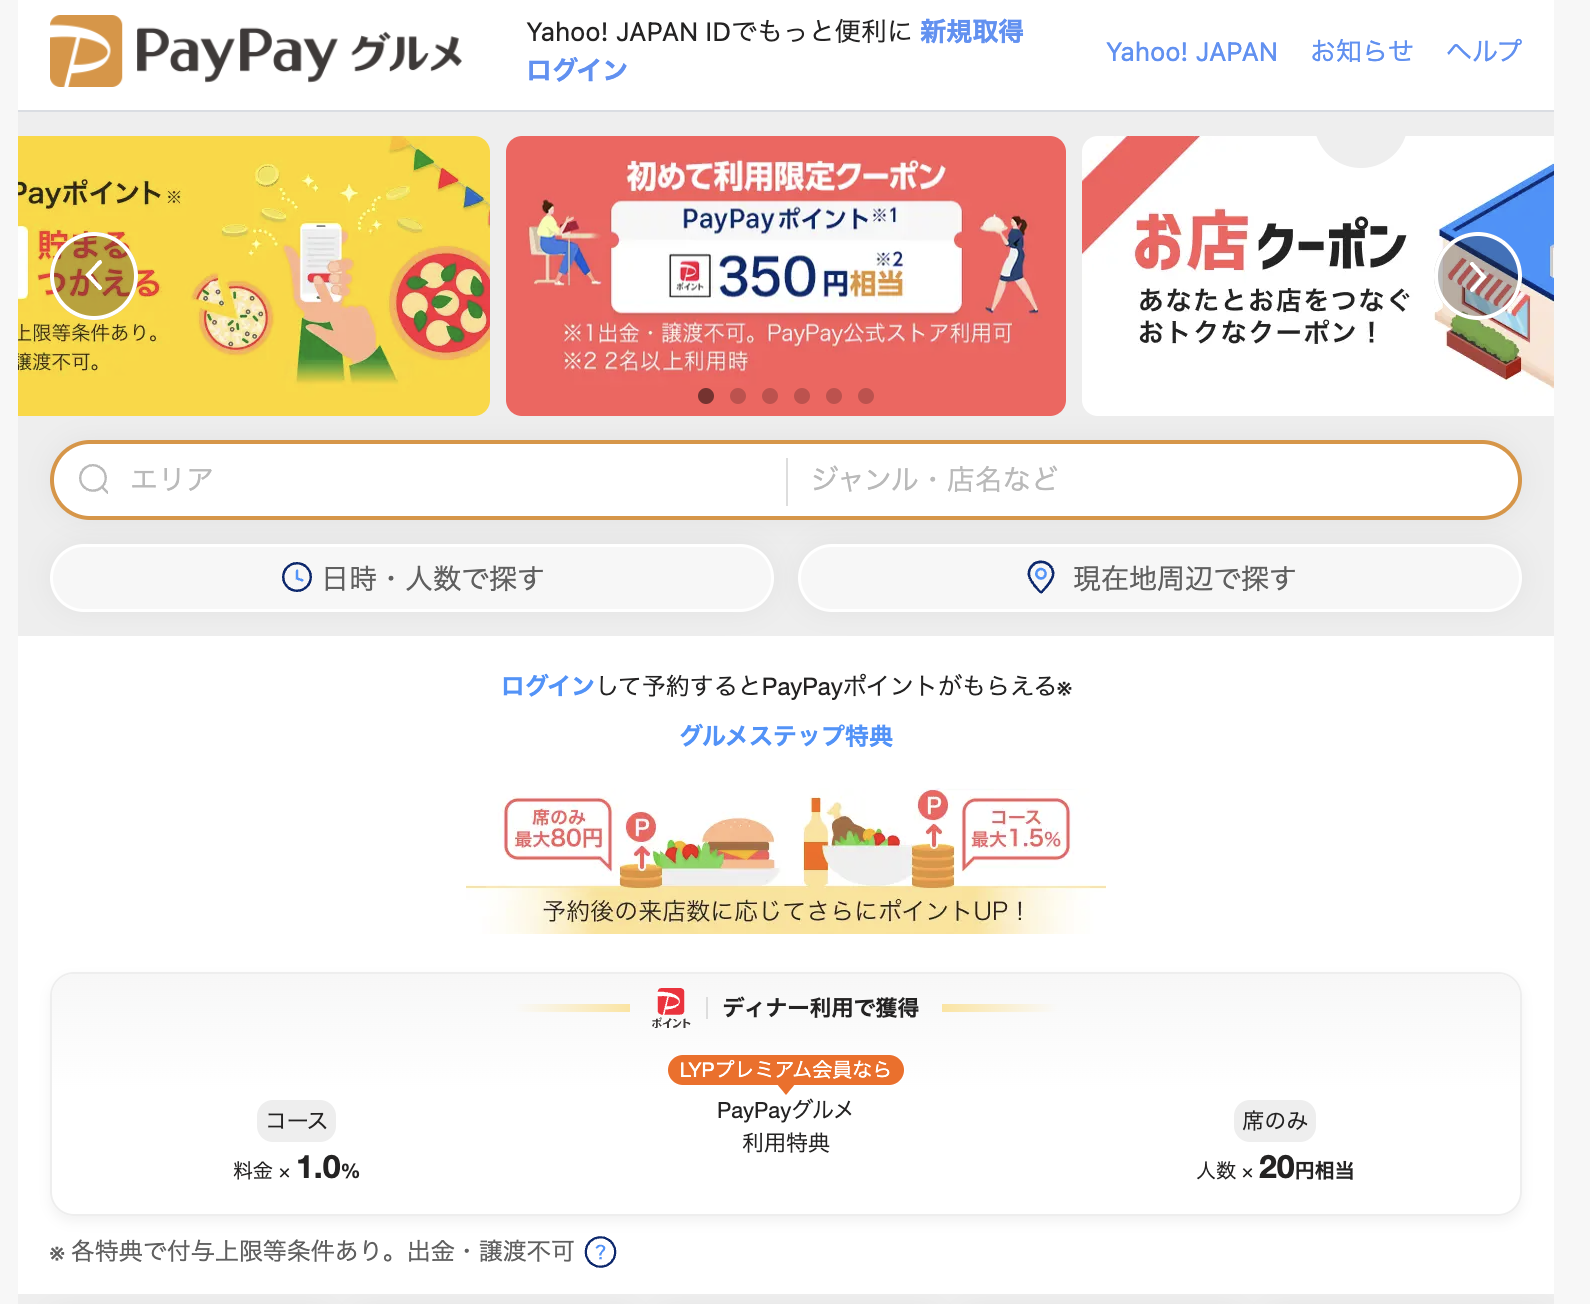 PayPay グルメ
Yahoo! JAPAN IDでもっと便利に 新規取得
ログイン
Yahoo! JAPAN お知らせ ヘルプ
Payポイント※
貯まる
つかえる
上限等条件あり。
譲渡不可。
初めて利用限定クーポン
PayPayポイント※1
P ポイント 350円相当※2
※1出金・譲渡不可。PayPay公式ストア利用可
※2 2名以上利用時
お店クーポン
あなたとお店をつなぐ
おトクなクーポン！
エリア
ジャンル・店名など
日時・人数で探す
現在地周辺で探す
ログインして予約するとPayPayポイントがもらえる※
グルメステップ特典
席のみ
最大80円
P
P
コース
最大1.5%
予約後の来店数に応じてさらにポイントUP！
P ポイント ディナー利用で獲得
LYPプレミアム会員なら
PayPayグルメ
利用特典
コース
料金 × 1.0%
席のみ
人数 × 20円相当
※ 各特典で付与上限等条件あり。出金・譲渡不可 ?